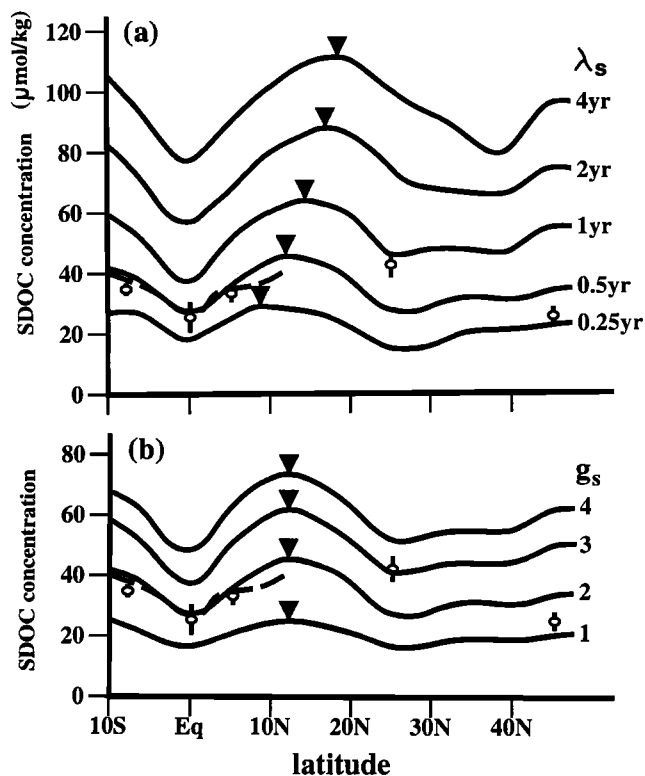 (a)
SDOC concentration (μmol/kg)
120
100
80
60
40
20
0
λs
4yr
2yr
1yr
0.5yr
0.25yr
(b)
SDOC concentration
80
60
40
20
0
gs
4
3
2
1
10S Eq 10N 20N 30N 40N
latitude